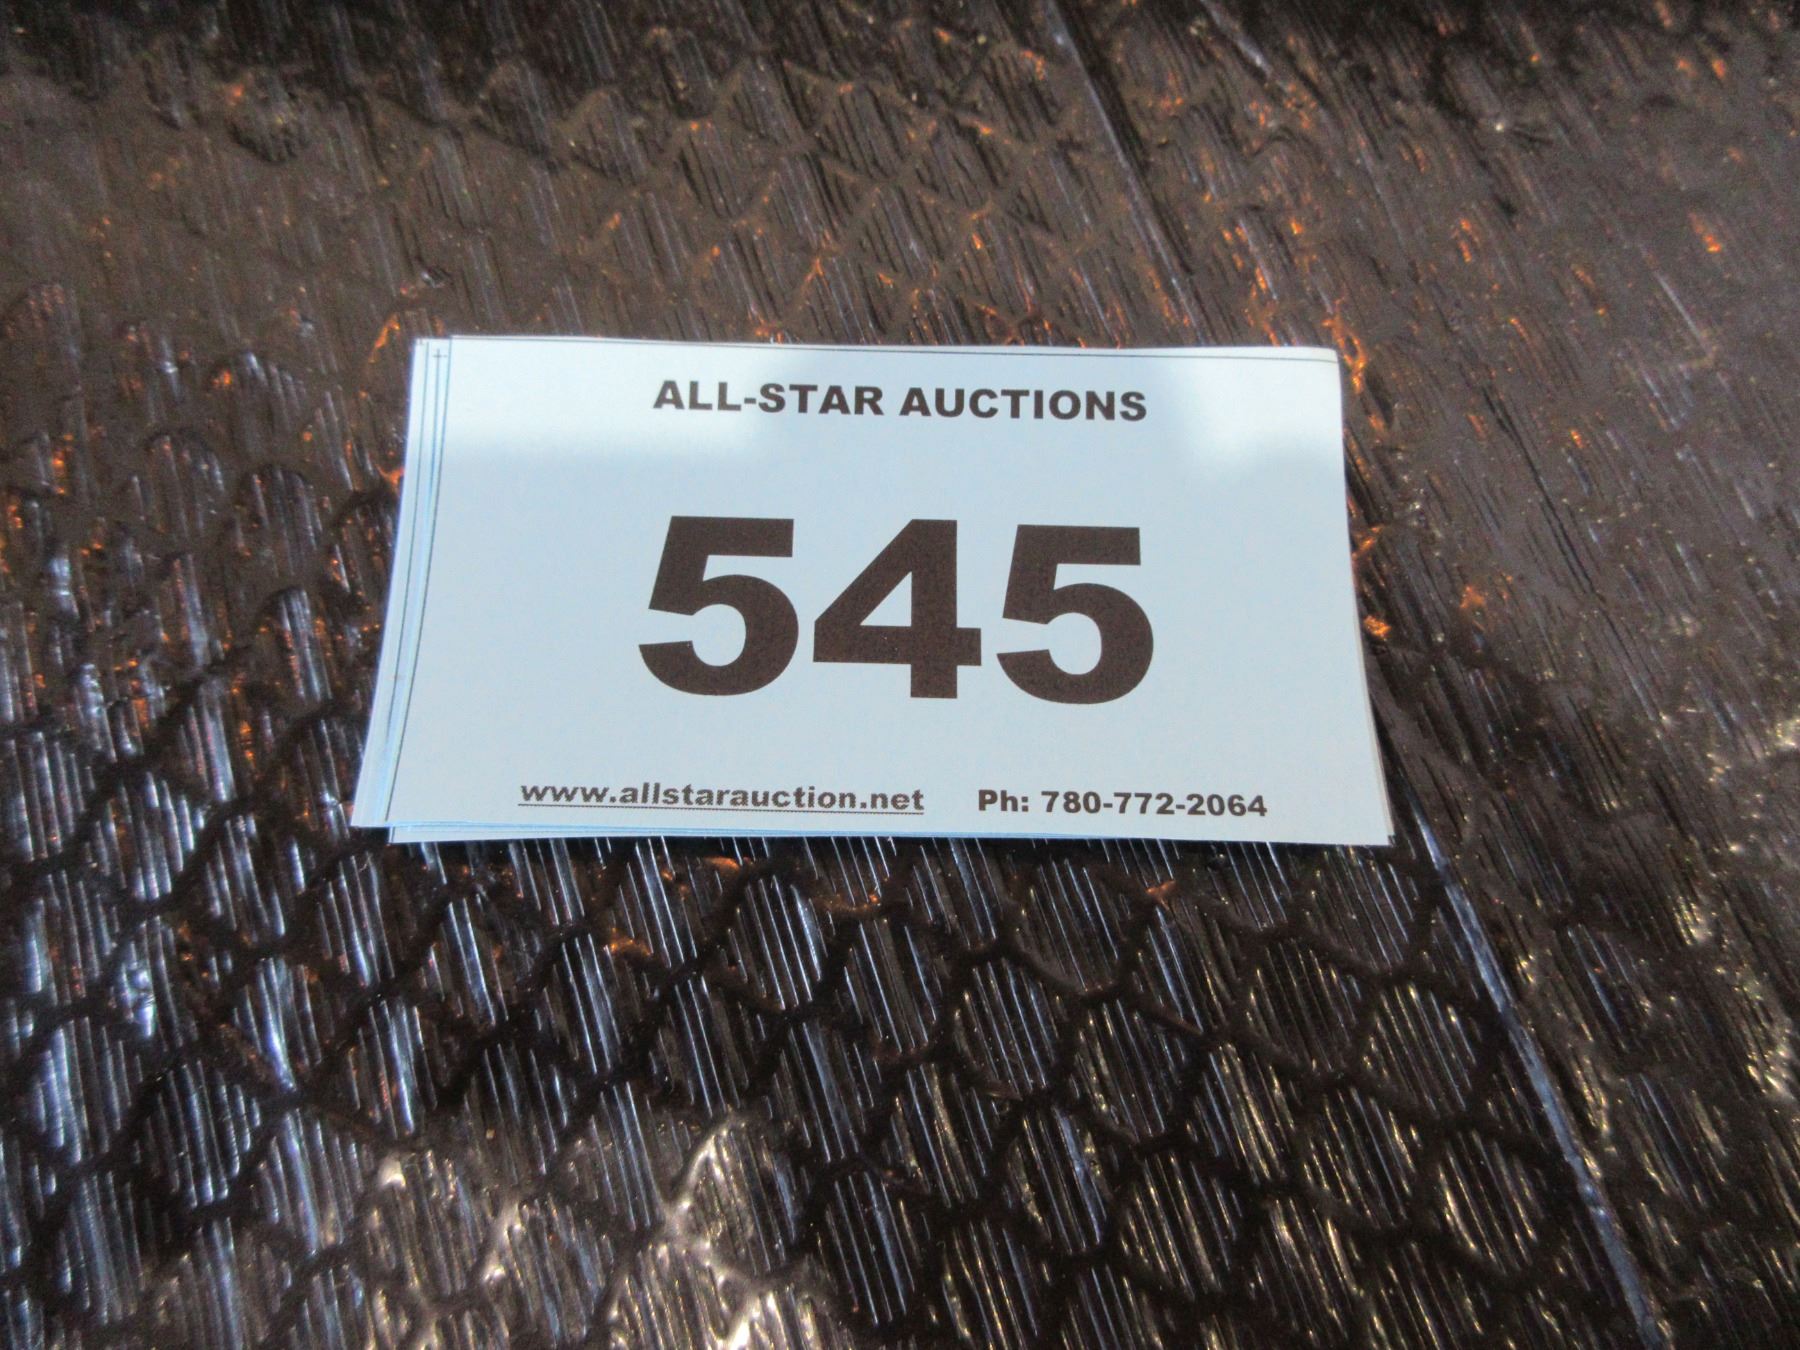 ALL-STAR AUCTIONS
545
www.allstarauction.net Ph: 780-772-2064